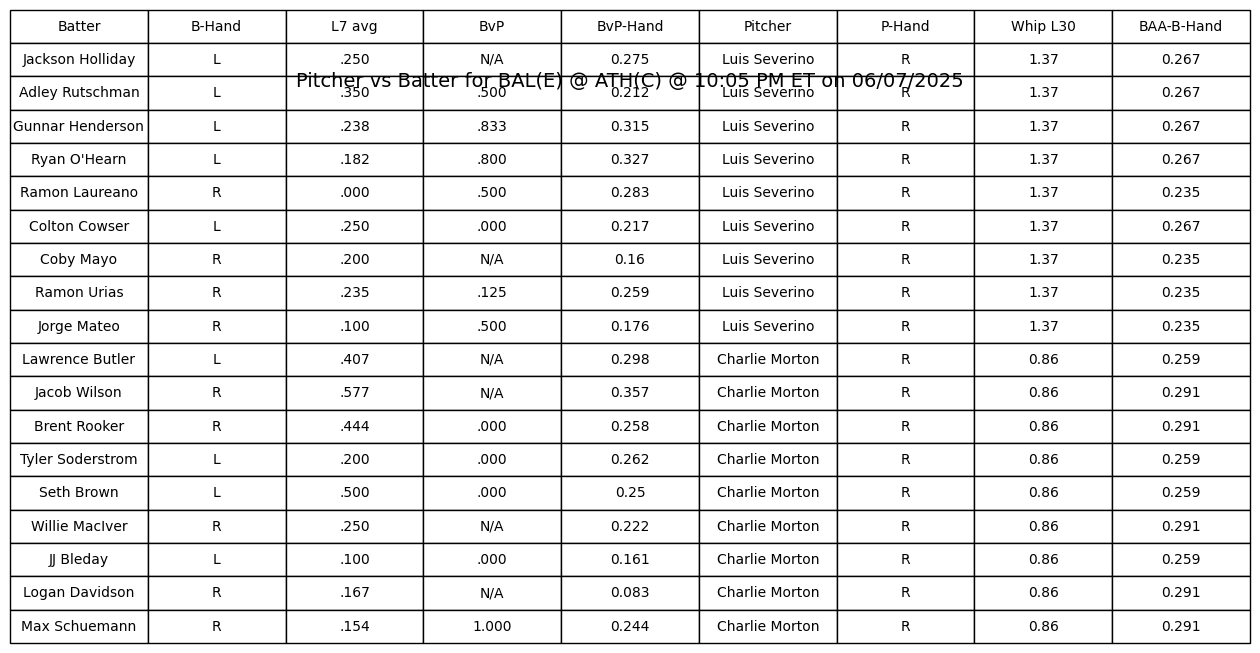 Batter B-Hand L7 avg BvP BvP-Hand Pitcher P-Hand Whip L30 BAA-B-Hand
Jackson Holliday L .250 N/A 0.275 Luis Severino R 1.37 0.267
Pitcher vs Batter for BAL(E) @ ATH(C) @ 10:05 PM ET on 06/07/2025
Adley Rutschman L .350 .500 0.212 Luis Severino R 1.37 0.267
Gunnar Henderson L .238 .833 0.315 Luis Severino R 1.37 0.267
Ryan O'Hearn L .182 .800 0.327 Luis Severino R 1.37 0.267
Ramon Laureano R .000 .500 0.283 Luis Severino R 1.37 0.235
Colton Cowser L .250 .000 0.217 Luis Severino R 1.37 0.267
Coby Mayo R .200 N/A 0.16 Luis Severino R 1.37 0.235
Ramon Urias R .235 .125 0.259 Luis Severino R 1.37 0.235
Jorge Mateo R .100 .500 0.176 Luis Severino R 1.37 0.235
Lawrence Butler L .407 N/A 0.298 Charlie Morton R 0.86 0.259
Jacob Wilson R .577 N/A 0.357 Charlie Morton R 0.86 0.291
Brent Rooker R .444 .000 0.258 Charlie Morton R 0.86 0.291
Tyler Soderstrom L .200 .000 0.262 Charlie Morton R 0.86 0.259
Seth Brown L .500 .000 0.25 Charlie Morton R 0.86 0.259
Willie MacIver R .250 N/A 0.222 Charlie Morton R 0.86 0.291
JJ Bleday L .100 .000 0.161 Charlie Morton R 0.86 0.259
Logan Davidson R .167 N/A 0.083 Charlie Morton R 0.86 0.291
Max Schuemann R .154 1.000 0.244 Charlie Morton R 0.86 0.291